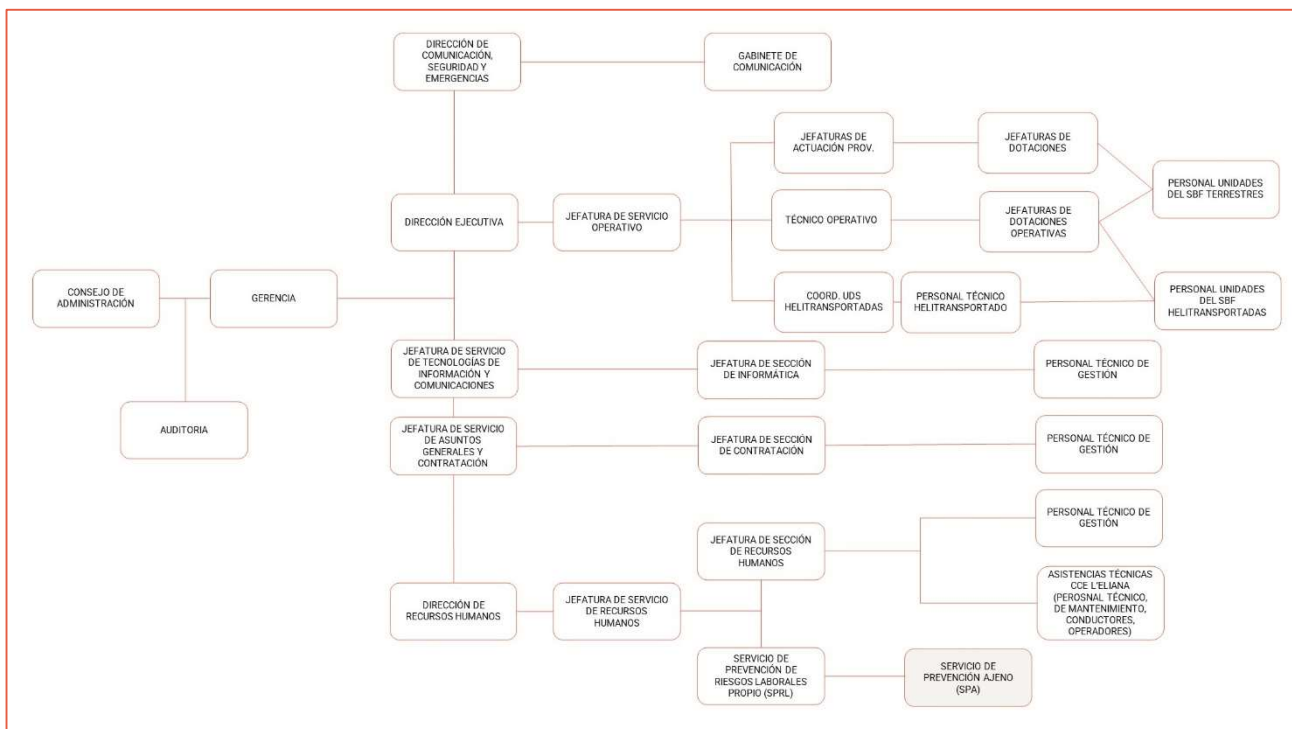 DIRECCIÓN DE
COMUNICACIÓN,
SEGURIDAD Y
EMERGENCIAS
GABINETE DE
COMUNICACIÓN
JEFATURAS DE
ACTUACIÓN PROV.
JEFATURAS DE
DOTACIONES
PERSONAL UNIDADES
DEL SBF TERRESTRES
DIRECCIÓN EJECUTIVA
JEFATURA DE SERVICIO
OPERATIVO
TÉCNICO OPERATIVO
JEFATURAS DE
DOTACIONES
OPERATIVAS
CONSEJO DE
ADMINISTRACIÓN
GERENCIA
COORD. UDS
HELITRANSPORTADAS
PERSONAL TÉCNICO
HELITRANSPORTADO
PERSONAL UNIDADES
DEL SBF
HELITRANSPORTADAS
JEFATURA DE SERVICIO
DE TECNOLOGÍAS DE
INFORMACIÓN Y
COMUNICACIONES
JEFATURA DE SECCIÓN
DE INFORMÁTICA
PERSONAL TÉCNICO DE
GESTIÓN
AUDITORIA
JEFATURA DE SERVICIO
DE ASUNTOS
GENERALES Y
CONTRATACIÓN
JEFATURA DE SECCIÓN
DE CONTRATACIÓN
PERSONAL TÉCNICO DE
GESTIÓN
PERSONAL TÉCNICO DE
GESTIÓN
JEFATURA DE SECCIÓN
DE RECURSOS
HUMANOS
ASISTENCIAS TÉCNICAS
CCE L'ELIANA
(PEROSNAL TÉCNICO,
DE MANTENIMIENTO,
CONDUCTORES,
OPERADORES)
DIRECCIÓN DE
RECURSOS HUMANOS
JEFATURA DE SERVICIO
DE RECURSOS
HUMANOS
SERVICIO DE
PREVENCIÓN DE
RIESGOS LABORALES
PROPIO (SPRL)
SERVICIO DE
PREVENCIÓN AJENO
(SPA)